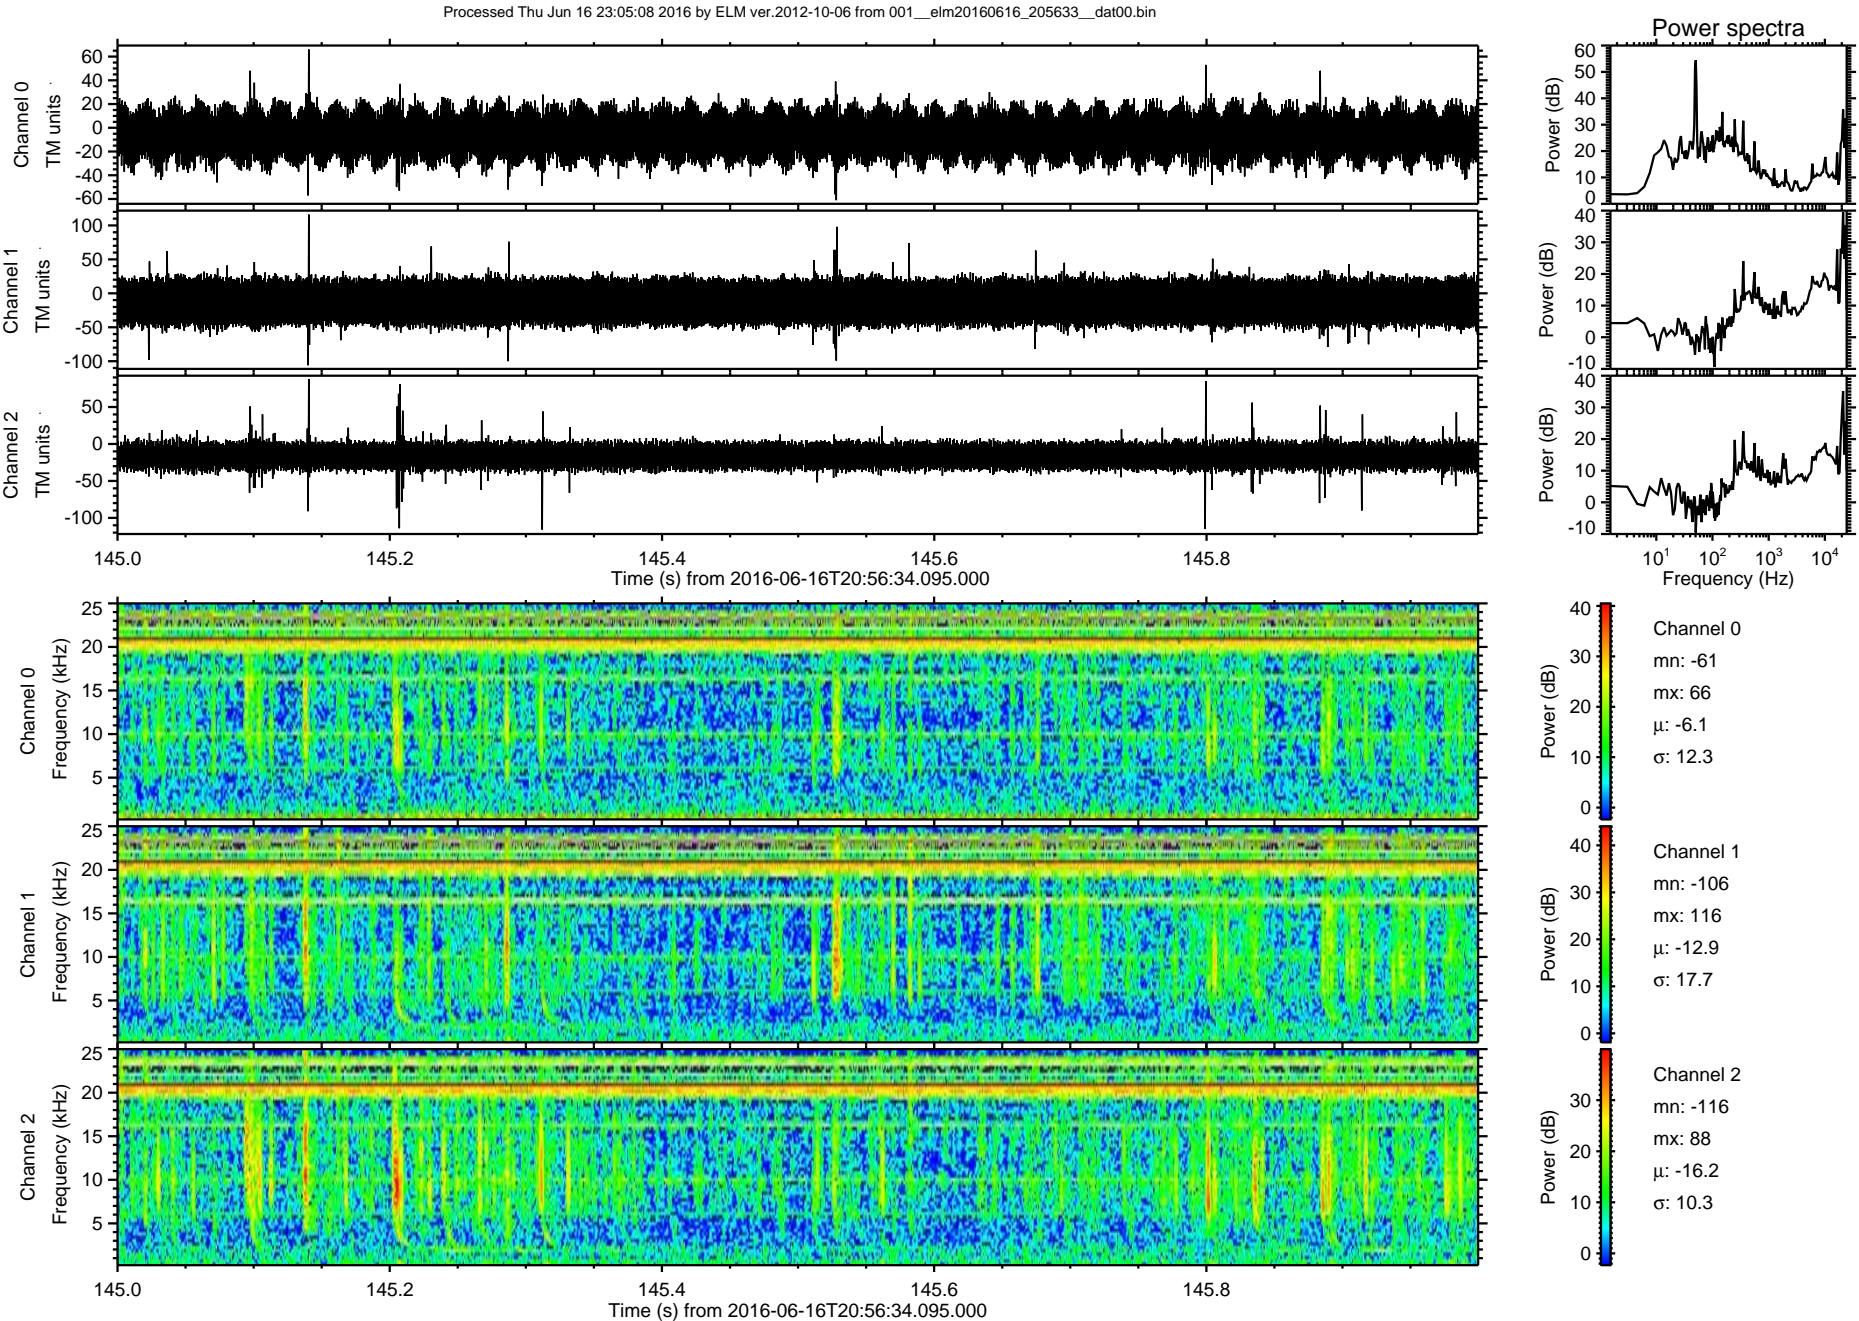 Processed Thu Jun 16 23:05:08 2016 by ELM ver.2012-10-06 from 001__elm20160616_205633__dat00.bin
Power spectra
Channel 0
TM units
60
40
20
0
-20
-40
-60
Power (dB)
60
50
40
30
20
10
0
Channel 1
TM units
100
50
0
-50
-100
Power (dB)
40
30
20
10
0
-10
Channel 2
TM units
50
0
-50
-100
Power (dB)
40
30
20
10
0
-10
145.0 145.2 145.4 145.6 145.8
Time (s) from 2016-06-16T20:56:34.095.000
10¹ 10² 10³ 10⁴
Frequency (Hz)
Channel 0
Frequency (kHz)
25
20
15
10
5
Power (dB)
40
30
20
10
0
Channel 0
mn: -61
mx: 66
μ: -6.1
σ: 12.3
Channel 1
Frequency (kHz)
25
20
15
10
5
Power (dB)
40
30
20
10
0
Channel 1
mn: -106
mx: 116
μ: -12.9
σ: 17.7
Channel 2
Frequency (kHz)
25
20
15
10
5
Power (dB)
30
20
10
0
Channel 2
mn: -116
mx: 88
μ: -16.2
σ: 10.3
145.0 145.2 145.4 145.6 145.8
Time (s) from 2016-06-16T20:56:34.095.000